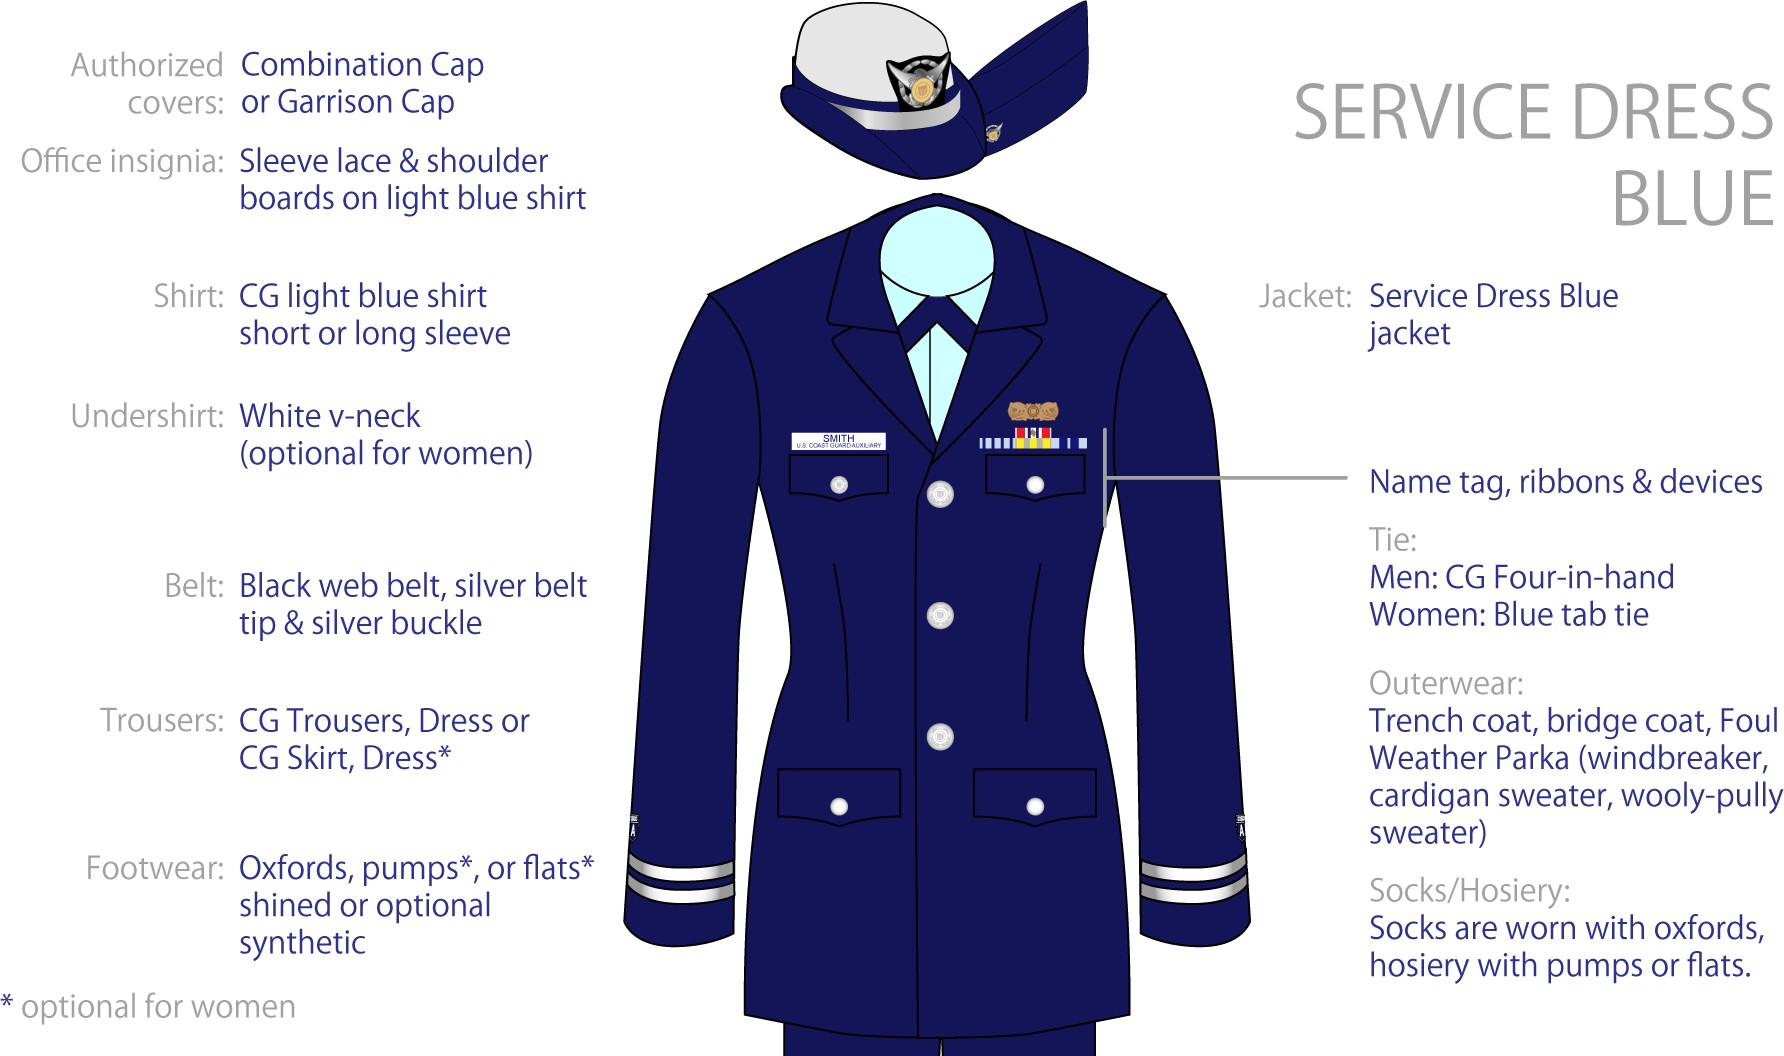 SERVICE DRESS
BLUE
Authorized covers: Combination Cap
or Garrison Cap
Office insignia: Sleeve lace & shoulder
boards on light blue shirt
Shirt: CG light blue shirt
short or long sleeve
Undershirt: White v-neck
(optional for women)
Belt: Black web belt, silver belt
tip & silver buckle
Trousers: CG Trousers, Dress or
CG Skirt, Dress*
Footwear: Oxfords, pumps*, or flats*
shined or optional
synthetic
* optional for women
SMITH
U.S. COAST GUARD AUXILIARY
A
A
Jacket: Service Dress Blue
jacket
Name tag, ribbons & devices
Tie:
Men: CG Four-in-hand
Women: Blue tab tie
Outerwear:
Trench coat, bridge coat, Foul
Weather Parka (windbreaker,
cardigan sweater, wooly-pully
sweater)
Socks/Hosiery:
Socks are worn with oxfords,
hosiery with pumps or flats.